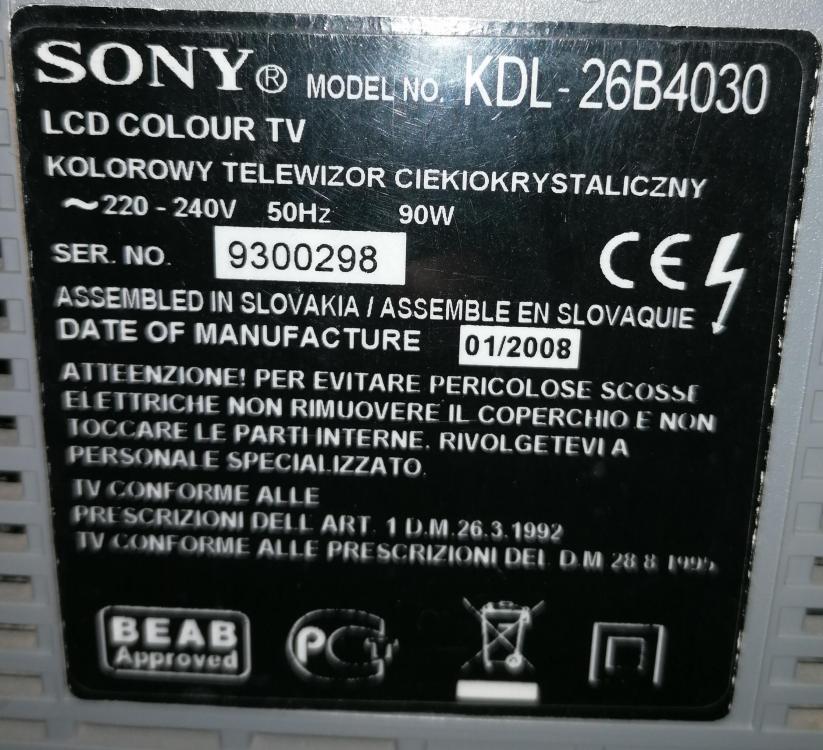 SONY® MODEL NO. KDL-26B4030
LCD COLOUR TV
KOLOROWY TELEWIZOR CIEKIOKRYSTALICZNY
~220 - 240V 50Hz 90W
SER. NO. 9300298
CE
ASSEMBLED IN SLOVAKIA / ASSEMBLE EN SLOVAQUIE
DATE OF MANUFACTURE 01/2008
ATTEENZIONE! PER EVITARE PERICOLOSE SCOSSE
ELETTRICHE NON RIMUOVERE IL COPERCHIO E NON
TOCCARE LE PARTI INTERNE. RIVOLGETEVI A
PERSONALE SPECIALIZZATO.
TV CONFORME ALLE
PRESCRIZIONI DELL ART. 1 D.M.26.3.1992
TV CONFORME ALLE PRESCRIZIONI DEL D.M 28 8 1995
BEAB
Approved
PC